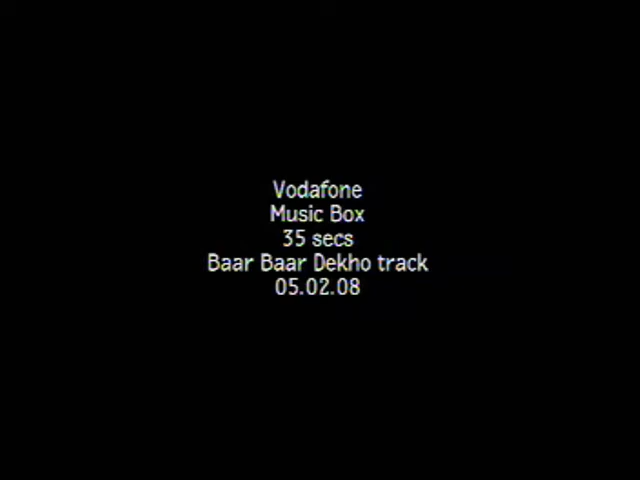 Vodafone
Music Box
35 secs
Baar Baar Dekho track
05.02.08